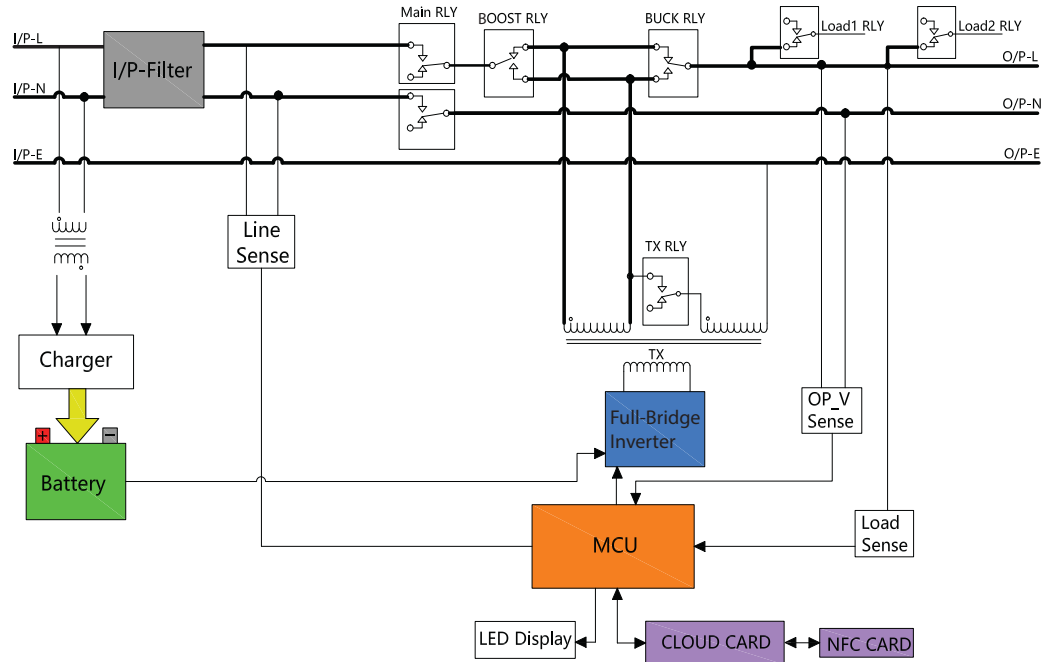 Main RLY
BOOST RLY
BUCK RLY
Load1 RLY
Load2 RLY
I/P-L
I/P-Filter
O/P-L
I/P-N
O/P-N
I/P-E
O/P-E
Line
Sense
TX RLY
TX
Charger
Full-Bridge
Inverter
OP_V
Sense
+
−
Battery
MCU
Load
Sense
LED Display
CLOUD CARD
NFC CARD